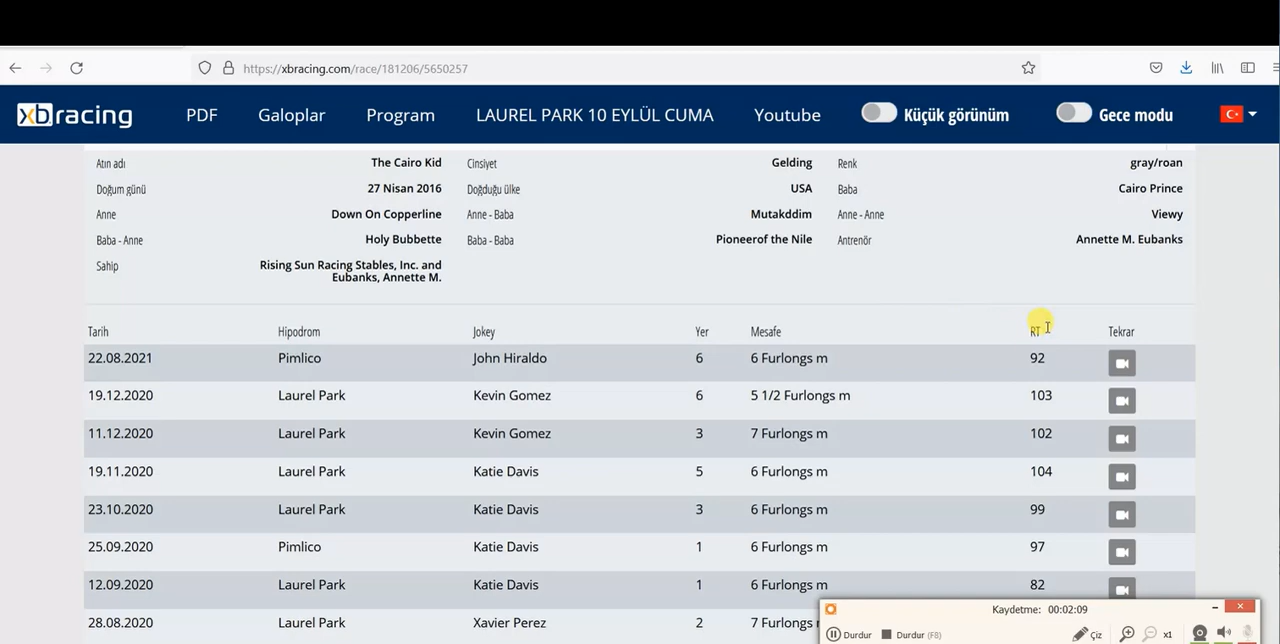 https://xbracing.com/race/181206/5650257
xbracing PDF Galoplar Program LAUREL PARK 10 EYLÜL CUMA Youtube Küçük görünüm Gece modu
Atın adı The Cairo Kid Cinsiyet Gelding Renk gray/roan
Doğum günü 27 Nisan 2016 Doğduğu ülke USA Baba Cairo Prince
Anne Down On Copperline Anne - Baba Mutakddim Anne - Anne Viewy
Baba - Anne Holy Bubbette Baba - Baba Pioneerof the Nile Antrenör Annette M. Eubanks
Sahip Rising Sun Racing Stables, Inc. and
Eubanks, Annette M.
Tarih Hipodrom Jokey Yer Mesafe RT Tekrar
22.08.2021 Pimlico John Hiraldo 6 6 Furlongs m 92
19.12.2020 Laurel Park Kevin Gomez 6 5 1/2 Furlongs m 103
11.12.2020 Laurel Park Kevin Gomez 3 7 Furlongs m 102
19.11.2020 Laurel Park Katie Davis 5 6 Furlongs m 104
23.10.2020 Laurel Park Katie Davis 3 6 Furlongs m 99
25.09.2020 Pimlico Katie Davis 1 6 Furlongs m 97
12.09.2020 Laurel Park Katie Davis 1 6 Furlongs m 82
28.08.2020 Laurel Park Xavier Perez 2 7 Furlongs
Kaydetme: 00:02:09
Durdur Durdur (F8) Çiz x1